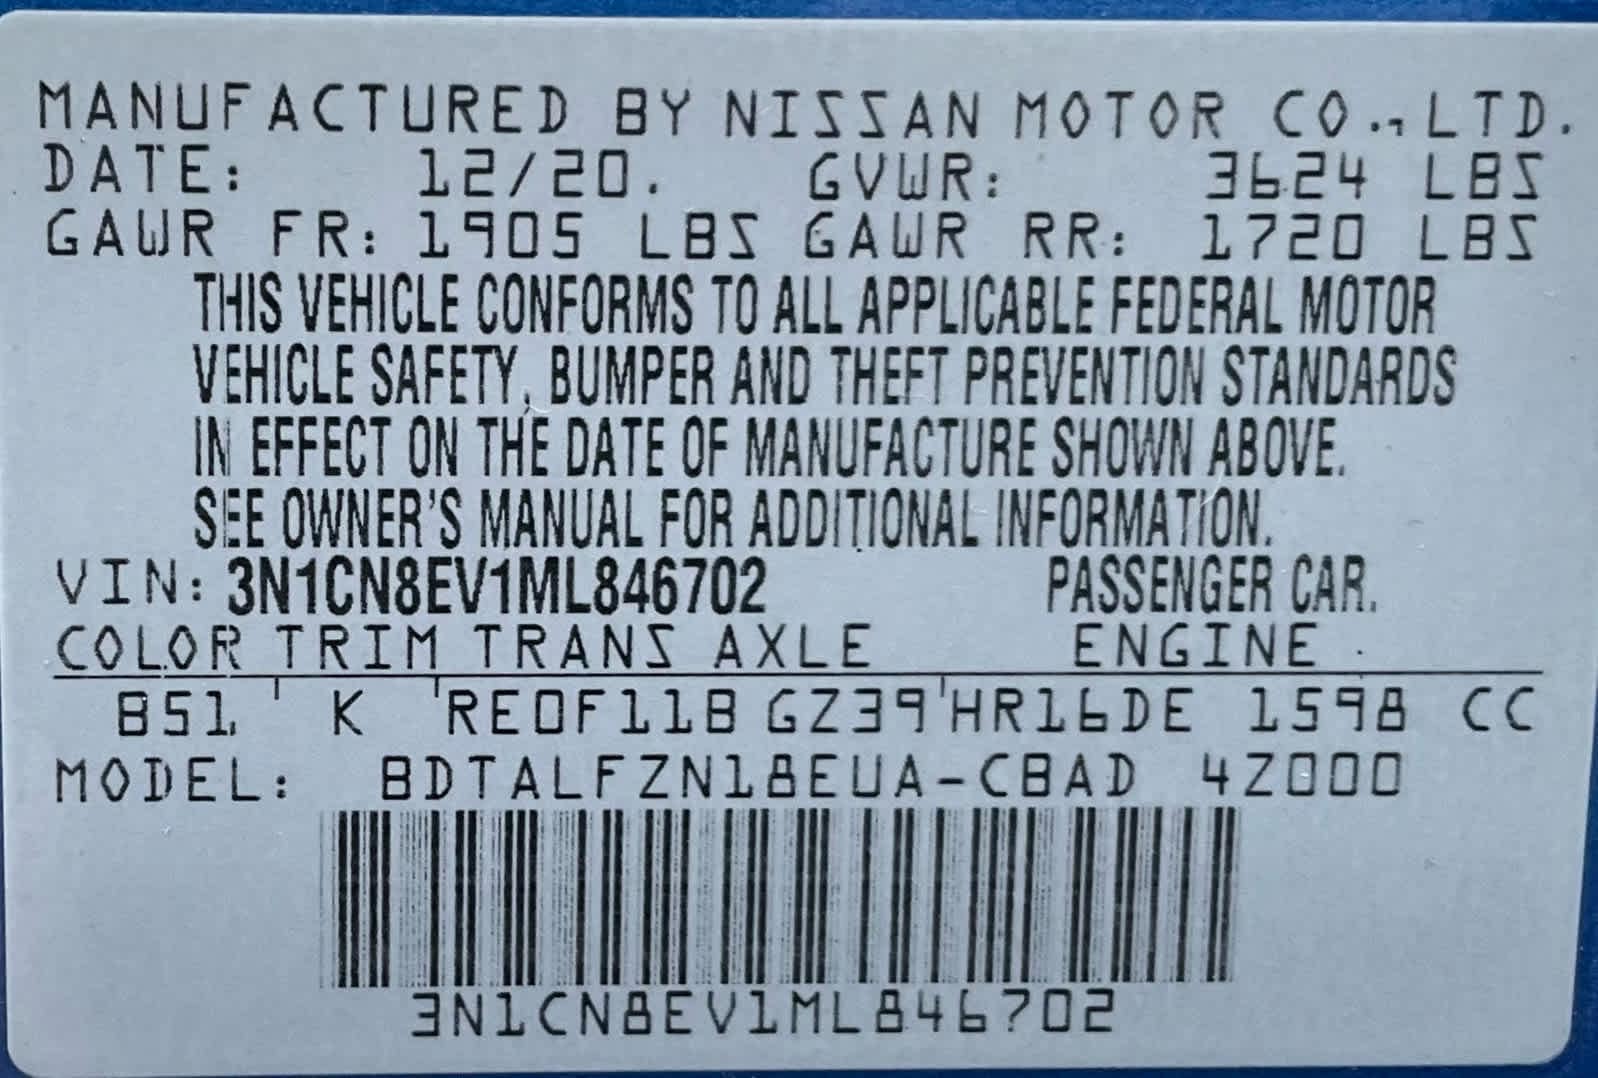 MANUFACTURED BY NISSAN MOTOR CO., LTD.
DATE: 12/20. GVWR: 3624 LBS
GAWR FR: 1905 LBS GAWR RR: 1720 LBS
THIS VEHICLE CONFORMS TO ALL APPLICABLE FEDERAL MOTOR
VEHICLE SAFETY, BUMPER AND THEFT PREVENTION STANDARDS
IN EFFECT ON THE DATE OF MANUFACTURE SHOWN ABOVE.
SEE OWNER'S MANUAL FOR ADDITIONAL INFORMATION.
VIN: 3N1CN8EV1ML846702 PASSENGER CAR.
COLOR TRIM TRANS AXLE ENGINE
B51 K RE0F11B GZ39 HR16DE 1598 CC
MODEL: BDTALFZN18EUA-CBAD 4Z000
3N1CN8EV1ML846702